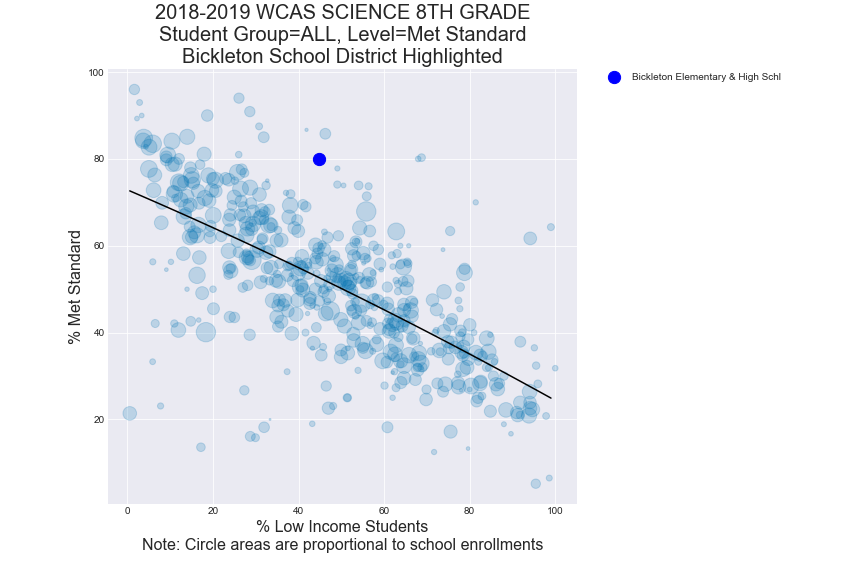 2018-2019 WCAS SCIENCE 8TH GRADE
Student Group=ALL, Level=Met Standard
Bickleton School District Highlighted
Bickleton Elementary & High Schl
% Met Standard
100
80
60
40
20
0 20 40 60 80 100
% Low Income Students
Note: Circle areas are proportional to school enrollments